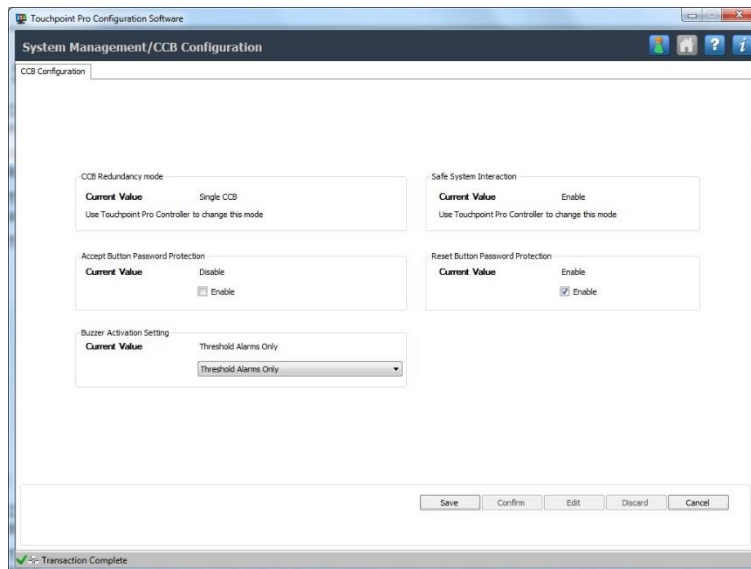 Touchpoint Pro Configuration Software
System Management/CCB Configuration
CCB Configuration
CCB Redundancy mode
Current Value Single CCB
Use Touchpoint Pro Controller to change this mode
Safe System Interaction
Current Value Enable
Use Touchpoint Pro Controller to change this mode
Accept Button Password Protection
Current Value Disable
Enable
Reset Button Password Protection
Current Value Enable
Enable
Buzzer Activation Setting
Current Value Threshold Alarms Only
Threshold Alarms Only
Save Confirm Edit Discard Cancel
Transaction Complete